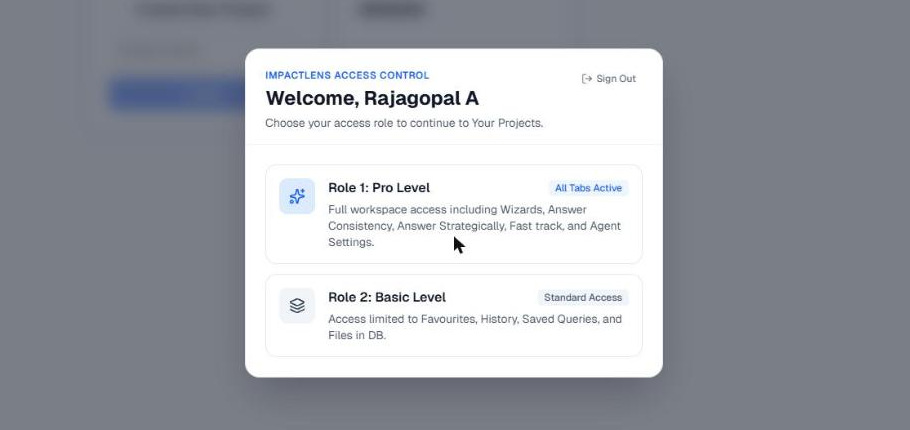 IMPACTLENS ACCESS CONTROL
Sign Out
Welcome, Rajagopal A
Choose your access role to continue to Your Projects.
Role 1: Pro Level
All Tabs Active
Full workspace access including Wizards, Answer
Consistency, Answer Strategically, Fast track, and Agent
Settings.
Role 2: Basic Level
Standard Access
Access limited to Favourites, History, Saved Queries, and
Files in DB.